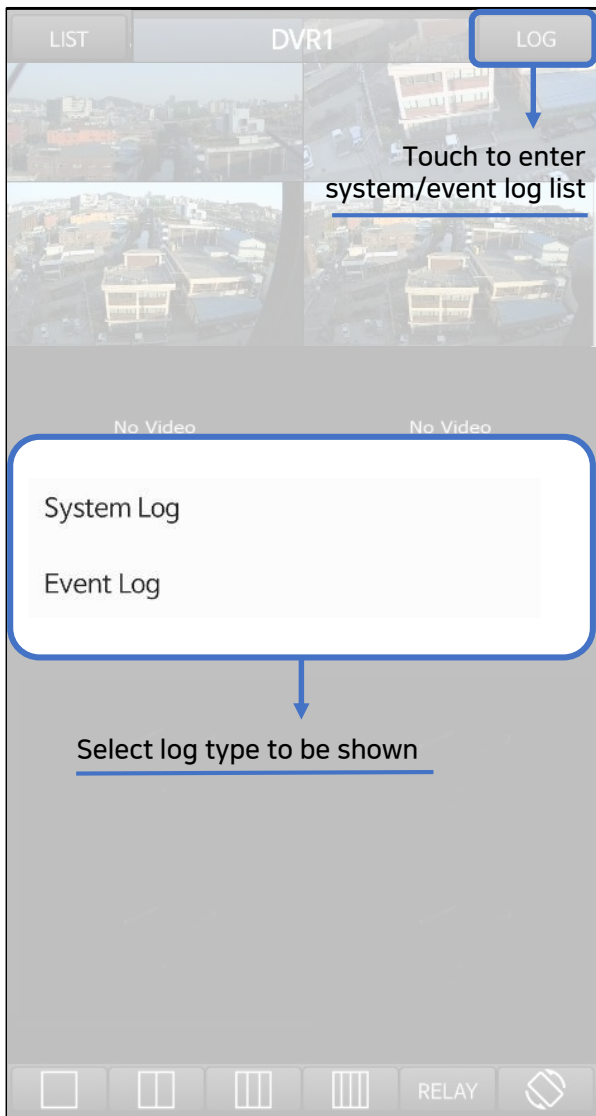 LIST DVR1 LOG
Touch to enter
system/event log list
No Video No Video
System Log
Event Log
Select log type to be shown
RELAY